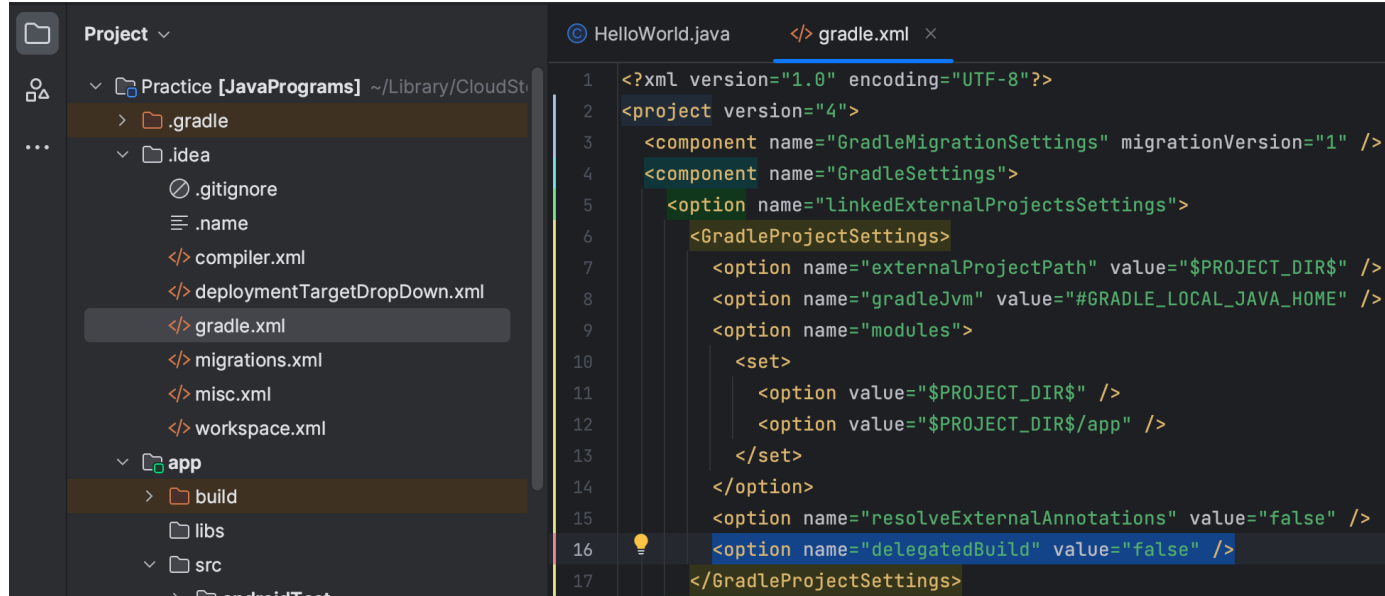 Project
Practice [JavaPrograms] ~/Library/CloudSt
.gradle
.idea
.gitignore
.name
compiler.xml
deploymentTargetDropDown.xml
gradle.xml
migrations.xml
misc.xml
workspace.xml
app
build
libs
src
androidTest
HelloWorld.java
</> gradle.xml
1 <?xml version="1.0" encoding="UTF-8"?>
2 <project version="4">
3 <component name="GradleMigrationSettings" migrationVersion="1" />
4 <component name="GradleSettings">
5 <option name="linkedExternalProjectsSettings">
6 <GradleProjectSettings>
7 <option name="externalProjectPath" value="$PROJECT_DIR$" />
8 <option name="gradleJvm" value="#GRADLE_LOCAL_JAVA_HOME" />
9 <option name="modules">
10 <set>
11 <option value="$PROJECT_DIR$" />
12 <option value="$PROJECT_DIR$/app" />
13 </set>
14 </option>
15 <option name="resolveExternalAnnotations" value="false" />
16 <option name="delegatedBuild" value="false" />
17 </GradleProjectSettings>